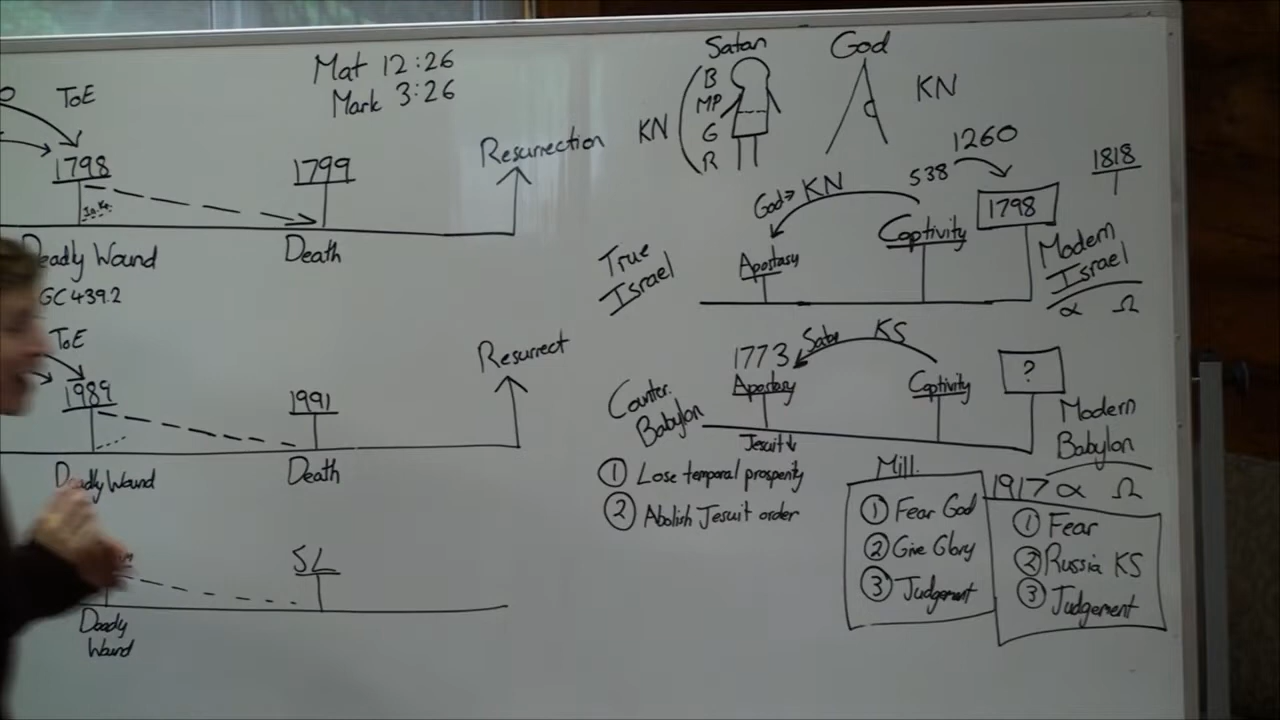 Mat 12:26
Mark 3:26
ToE
1798
1799
Resurrection
Deadly Wound
Death
GC 439.2
ToE
1989
1991
Resurrect
Deadly Wound
Death
SL
Deady
Wound
Satan
God
KN
B
MP
G
R
KN
1260
538
1798
1818
God → KN
True
Israel
Apostasy
Captivity
Modern
Israel
α Ω
1773
KS
Counter.
Babylon
Apostasy
Captivity
?
Modern
Babylon
Jesuit ↓
① Lose temporal prosperity
② Abolish Jesuit order
Mill.
① Fear God
② Give Glory
③ Judgement
1917 α Ω
① Fear
② Russia KS
③ Judgement